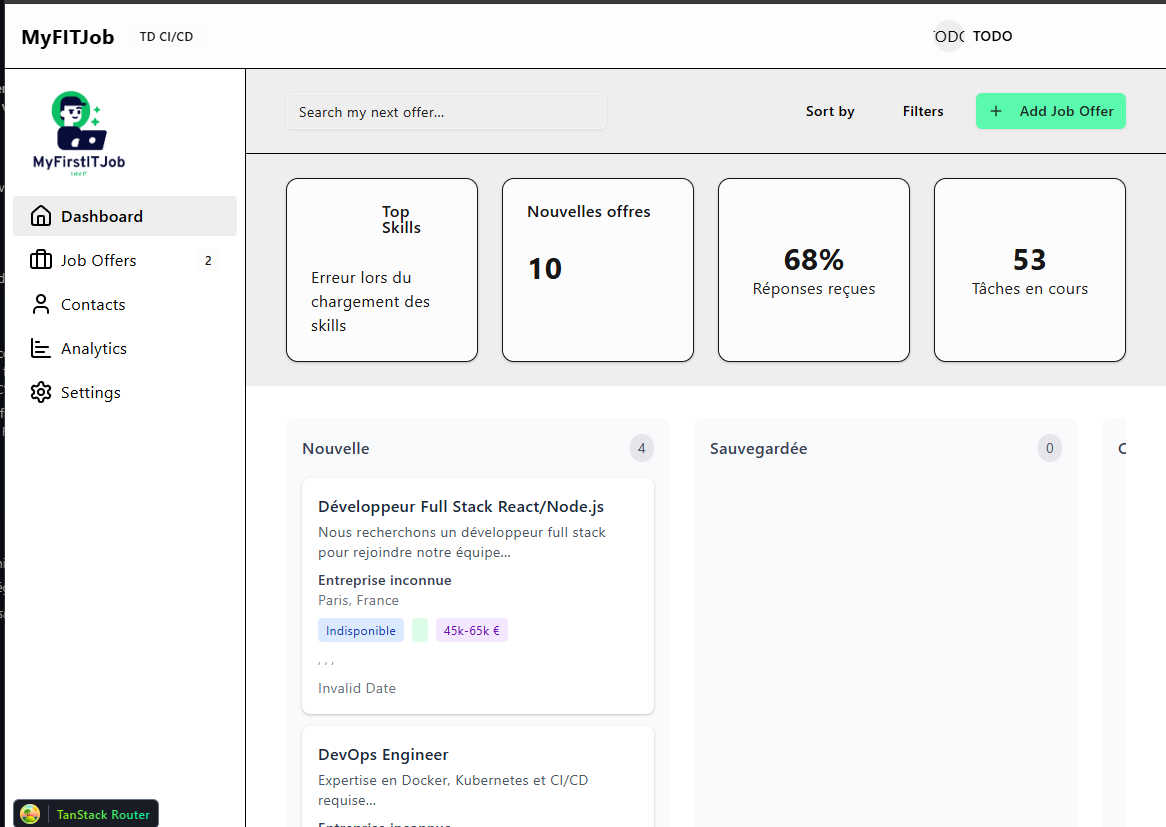 MyFITJob
TD CI/CD
TODO
MyFirstITJob
Search my next offer...
Sort by
Filters
+ Add Job Offer
Dashboard
Job Offers 2
Contacts
Analytics
Settings
Top
Skills
Erreur lors du
chargement des
skills
Nouvelles offres
10
68%
Réponses reçues
53
Tâches en cours
Nouvelle 4
Développeur Full Stack React/Node.js
Nous recherchons un développeur full stack
pour rejoindre notre équipe...
Entreprise inconnue
Paris, France
Indisponible
45k-65k €
, , ,
Invalid Date
DevOps Engineer
Expertise en Docker, Kubernetes et CI/CD
requise...
Entreprise inconnue
Sauvegardée 0
TanStack Router